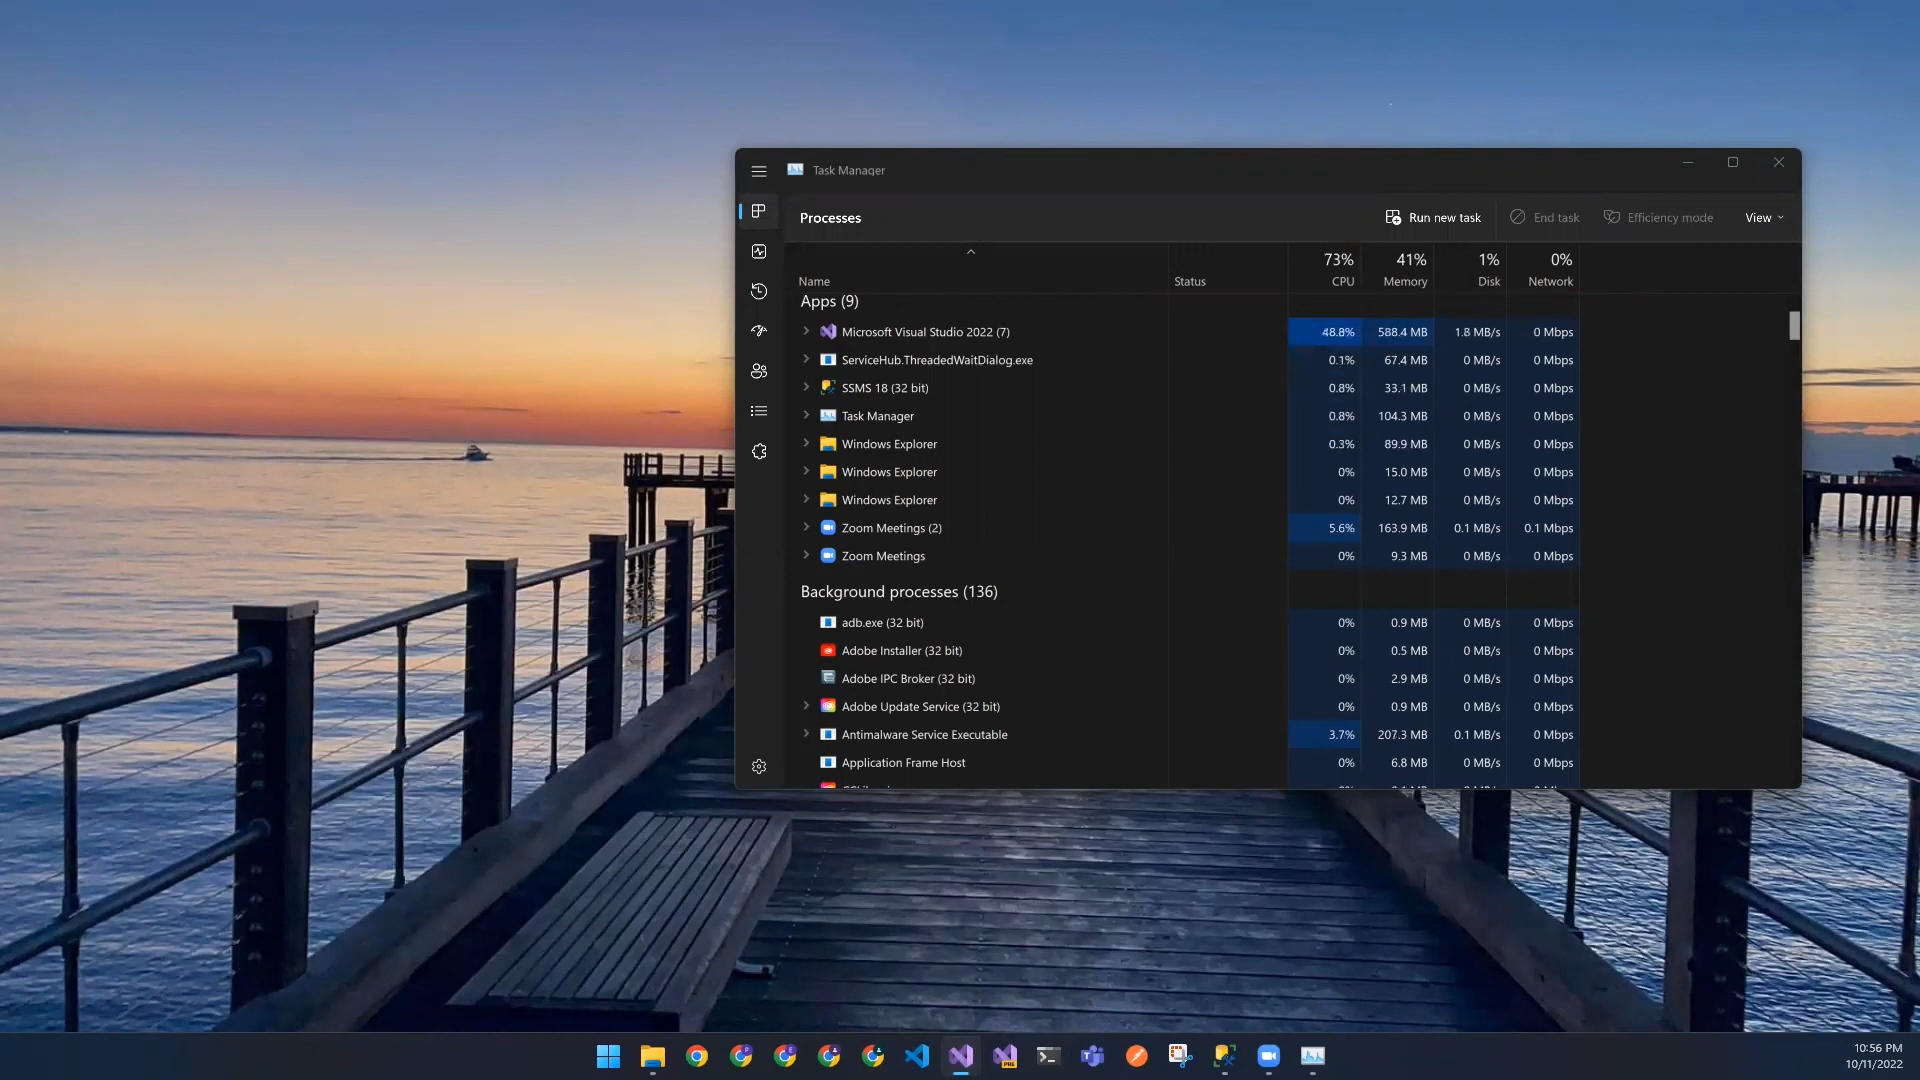 Task Manager
Processes
Run new task
End task
Efficiency mode
View
73% 41% 1% 0%
Name Status CPU Memory Disk Network
Apps (9)
Microsoft Visual Studio 2022 (7) 48.8% 588.4 MB 1.8 MB/s 0 Mbps
ServiceHub.ThreadedWaitDialog.exe 0.1% 67.4 MB 0 MB/s 0 Mbps
SSMS 18 (32 bit) 0.8% 33.1 MB 0 MB/s 0 Mbps
Task Manager 0.8% 104.3 MB 0 MB/s 0 Mbps
Windows Explorer 0.3% 89.9 MB 0 MB/s 0 Mbps
Windows Explorer 0% 15.0 MB 0 MB/s 0 Mbps
Windows Explorer 0% 12.7 MB 0 MB/s 0 Mbps
Zoom Meetings (2) 5.6% 163.9 MB 0.1 MB/s 0.1 Mbps
Zoom Meetings 0% 9.3 MB 0 MB/s 0 Mbps
Background processes (136)
adb.exe (32 bit) 0% 0.9 MB 0 MB/s 0 Mbps
Adobe Installer (32 bit) 0% 0.5 MB 0 MB/s 0 Mbps
Adobe IPC Broker (32 bit) 0% 2.9 MB 0 MB/s 0 Mbps
Adobe Update Service (32 bit) 0% 0.9 MB 0 MB/s 0 Mbps
Antimalware Service Executable 3.7% 207.3 MB 0.1 MB/s 0 Mbps
Application Frame Host 0% 6.8 MB 0 MB/s 0 Mbps
10:56 PM
10/11/2022